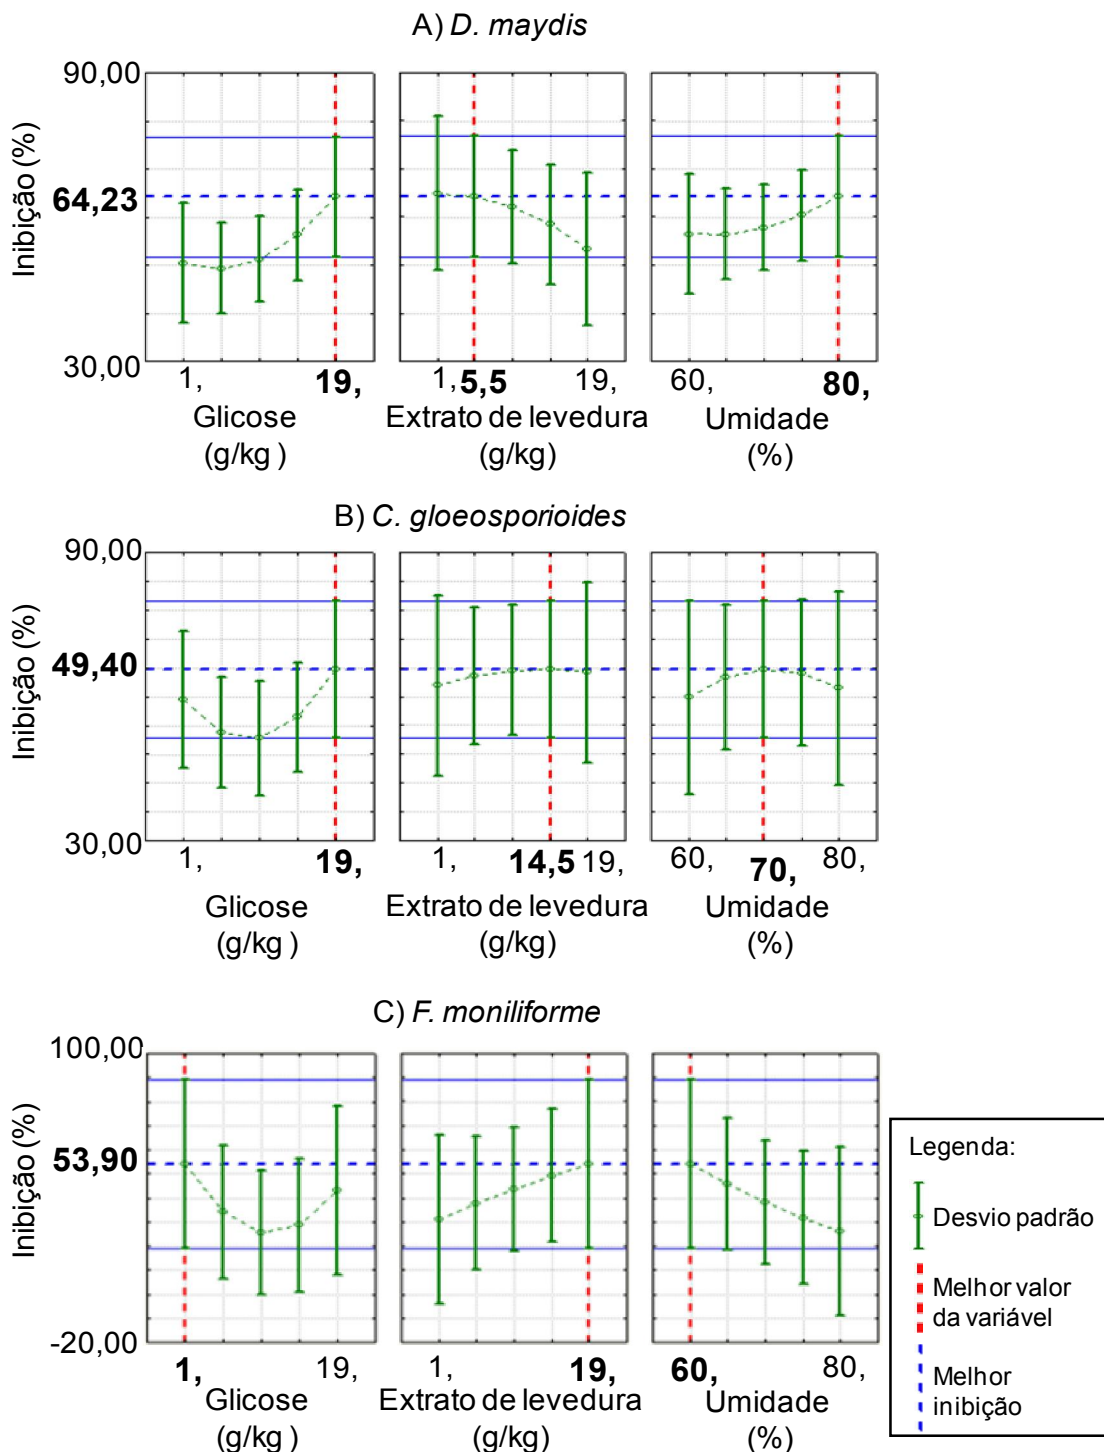 A) D. maydis
90,00
Inibição (%)
64,23
30,00
1, 19,
1, 5,5 19,
60, 80,
Glicose
(g/kg )
Extrato de levedura
(g/kg)
Umidade
(%)
B) C. gloeosporioides
90,00
Inibição (%)
49,40
30,00
1, 19,
1, 14,5 19,
60, 70, 80,
Glicose
(g/kg )
Extrato de levedura
(g/kg)
Umidade
(%)
C) F. moniliforme
100,00
Inibição (%)
53,90
-20,00
1, 19,
1, 19,
60, 80,
Glicose
(g/kg )
Extrato de levedura
(g/kg)
Umidade
(%)
Legenda:
Desvio padrão
Melhor valor
da variável
Melhor
inibição